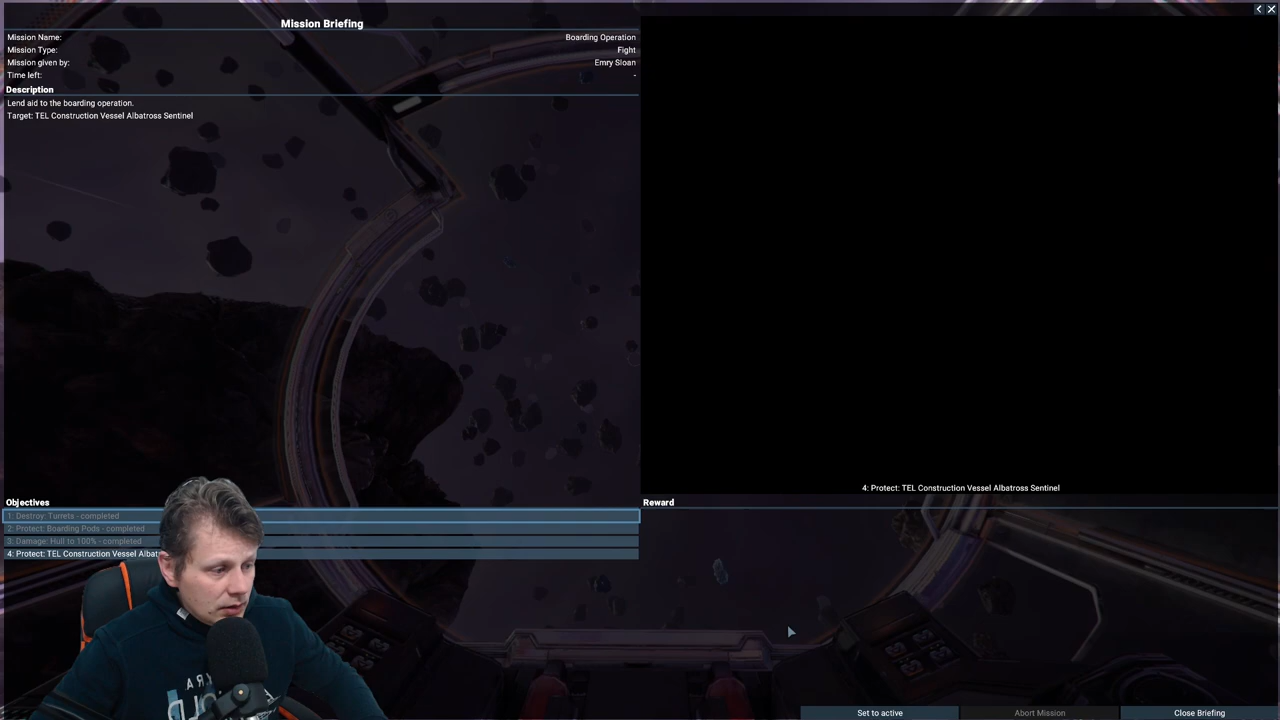 Mission Briefing
Mission Name: Boarding Operation
Mission Type: Fight
Mission given by: Emry Sloan
Time left: -
Description
Lend aid to the boarding operation.
Target: TEL Construction Vessel Albatross Sentinel
4: Protect: TEL Construction Vessel Albatross Sentinel
Objectives
1: Destroy: Turrets - completed
2: Protect: Boarding Pods - completed
3: Damage: Hull to 100% - completed
4: Protect: TEL Construction Vessel
Reward
Set to active
Abort Mission
Close Briefing